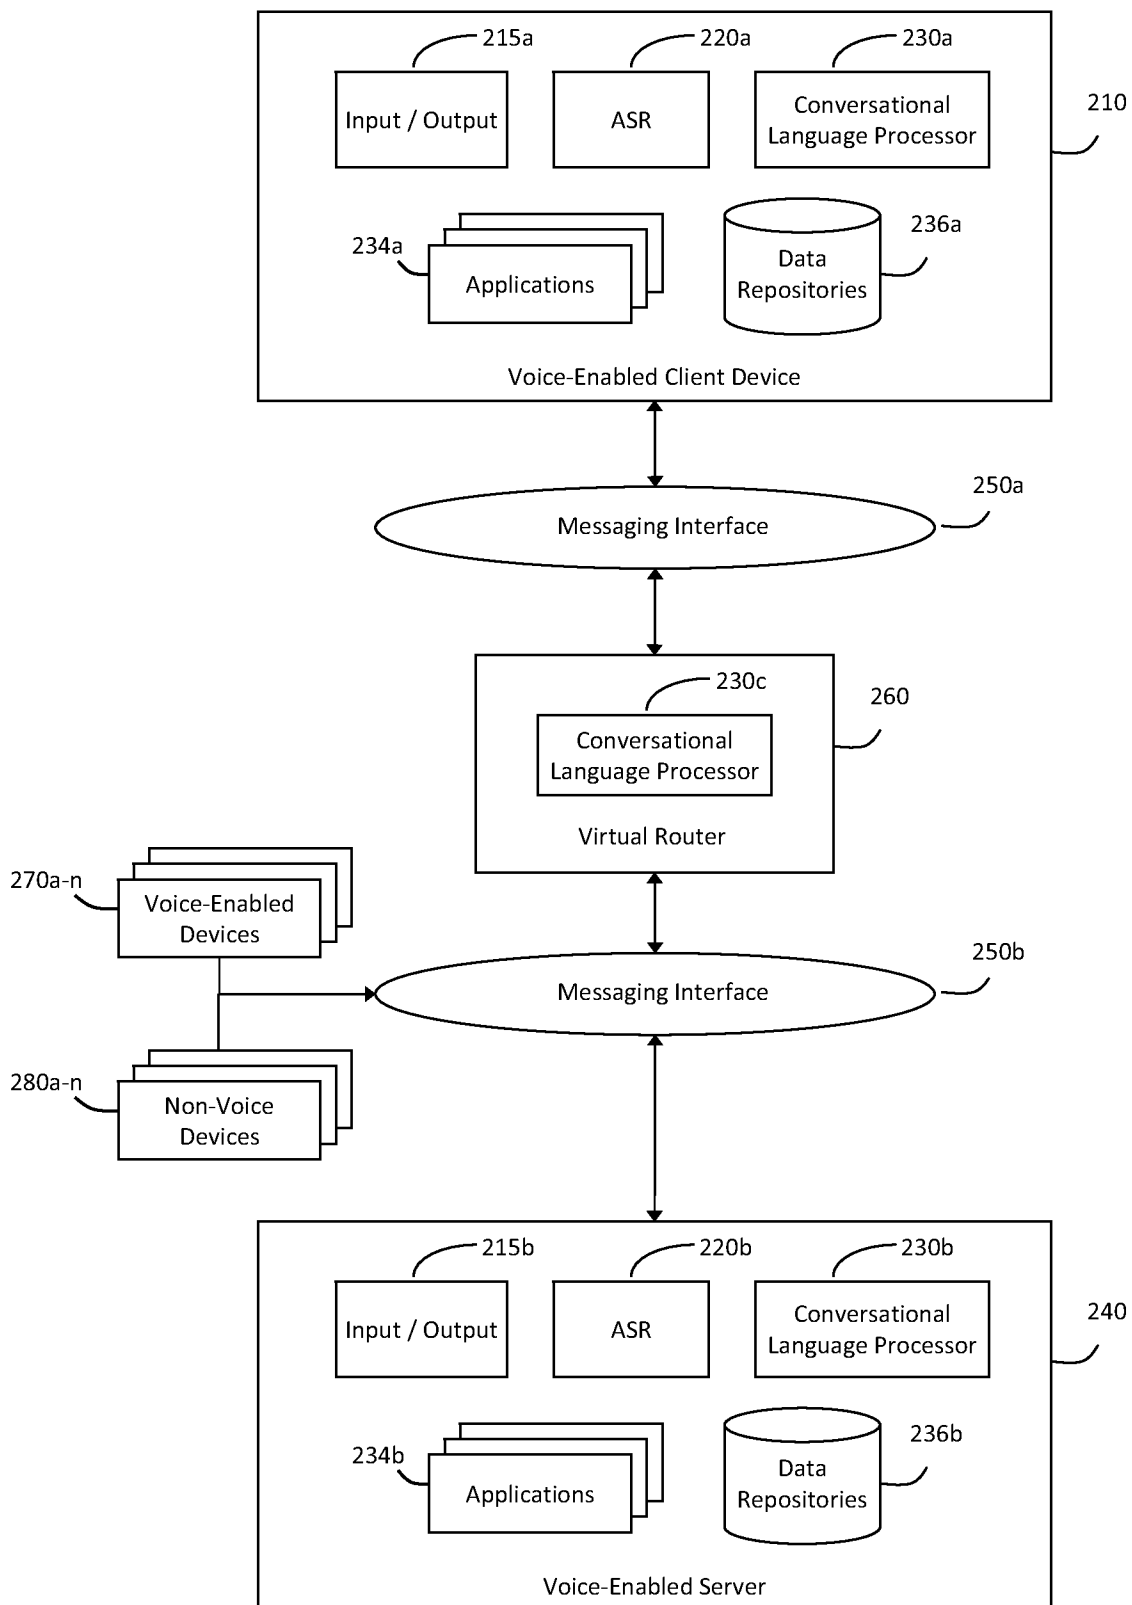 215a
220a
230a
Input / Output
ASR
Conversational
Language Processor
210
234a
Applications
236a
Data
Repositories
Voice-Enabled Client Device
250a
Messaging Interface
230c
260
Conversational
Language Processor
Virtual Router
270a-n
Voice-Enabled
Devices
250b
Messaging Interface
280a-n
Non-Voice
Devices
215b
220b
230b
Input / Output
ASR
Conversational
Language Processor
240
234b
Applications
236b
Data
Repositories
Voice-Enabled Server